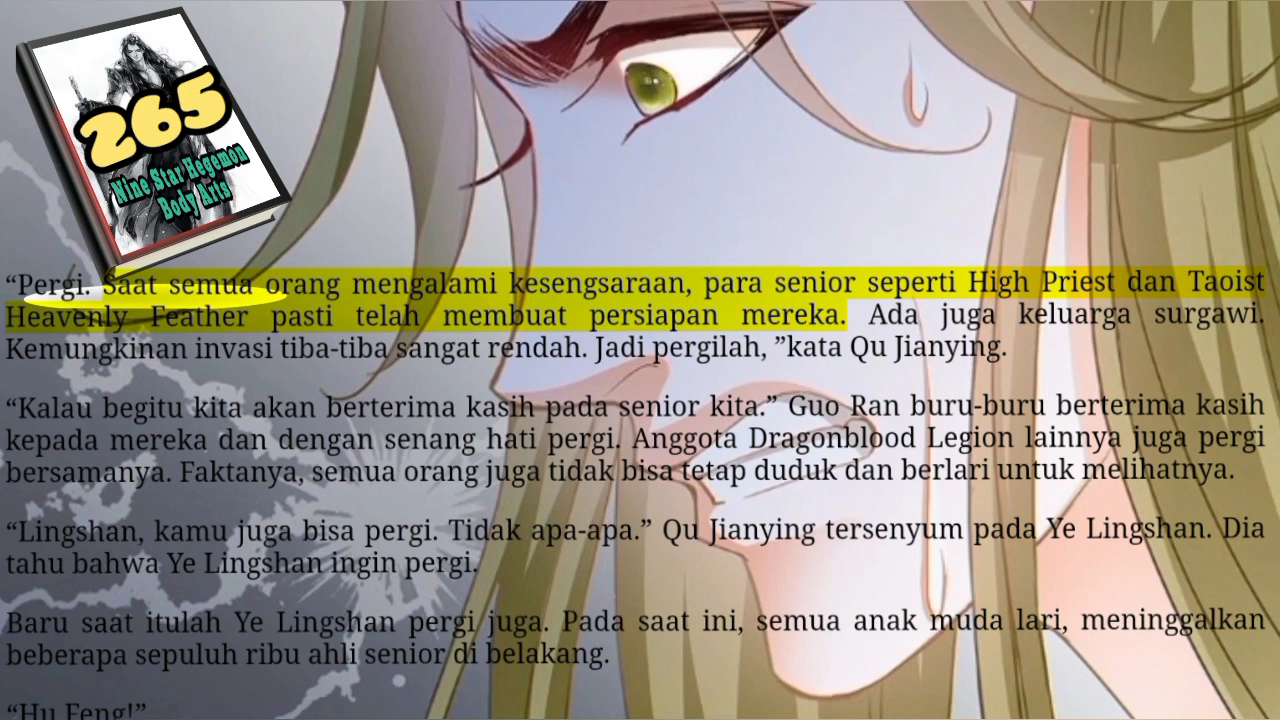 265
Nine Star Hegemon
Body Arts
“Pergi. Saat semua orang mengalami kesengsaraan, para senior seperti High Priest dan Taoist
Heavenly Feather pasti telah membuat persiapan mereka. Ada juga keluarga surgawi.
Kemungkinan invasi tiba-tiba sangat rendah. Jadi pergilah, ”kata Qu Jianying.
“Kalau begitu kita akan berterima kasih pada senior kita.” Guo Ran buru-buru berterima kasih
kepada mereka dan dengan senang hati pergi. Anggota Dragonblood Legion lainnya juga pergi
bersamanya. Faktanya, semua orang juga tidak bisa tetap duduk dan berlari untuk melihatnya.
“Lingshan, kamu juga bisa pergi. Tidak apa-apa.” Qu Jianying tersenyum pada Ye Lingshan. Dia
tahu bahwa Ye Lingshan ingin pergi.
Baru saat itulah Ye Lingshan pergi juga. Pada saat ini, semua anak muda lari, meninggalkan
beberapa sepuluh ribu ahli senior di belakang.
“Hu Feng!”